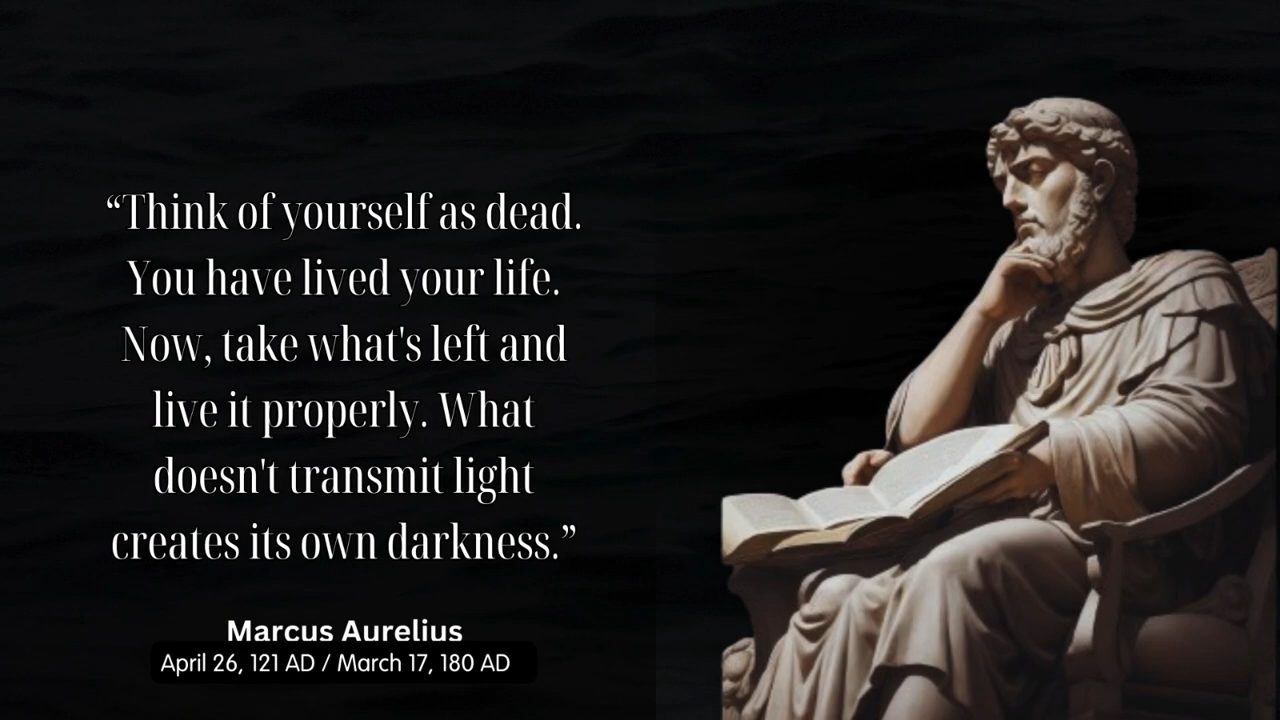 “Think of yourself as dead.
You have lived your life.
Now, take what's left and
live it properly. What
doesn't transmit light
creates its own darkness.”
Marcus Aurelius
April 26, 121 AD / March 17, 180 AD